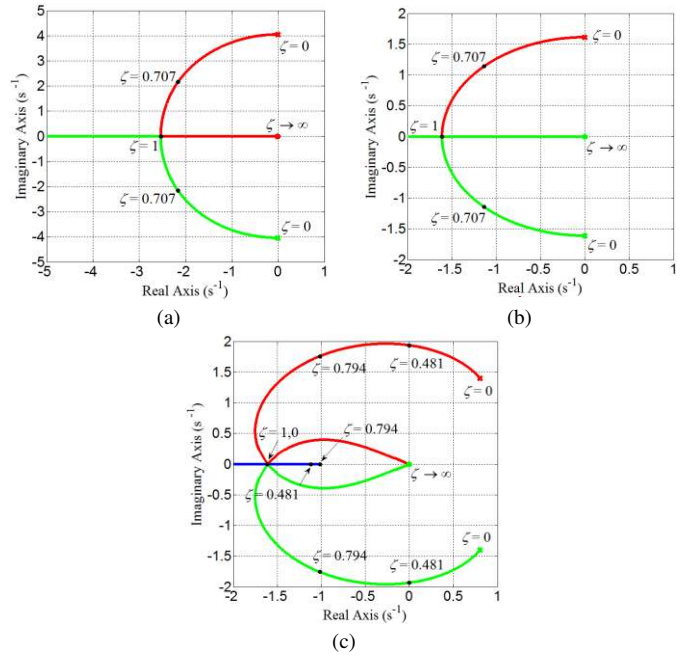 5
4
3
2
1
0
-1
-2
-3
-4
-5
Imaginary Axis (s⁻¹)
ζ = 0
ζ = 0.707
ζ → ∞
ζ = 1
ζ = 0.707
ζ = 0
-5 -4 -3 -2 -1 0 1
Real Axis (s⁻¹)
(a)
2
1.5
1
0.5
0
-0.5
-1
-1.5
-2
Imaginary Axis (s⁻¹)
ζ = 0
ζ = 0.707
ζ = 1
ζ → ∞
ζ = 0.707
ζ = 0
-2 -1.5 -1 -0.5 0 0.5 1
Real Axis (s⁻¹)
(b)
2
1.5
1
0.5
0
-0.5
-1
-1.5
-2
Imaginary Axis (s⁻¹)
ζ = 0.794
ζ = 0.481
ζ = 0
ζ = 1,0
ζ = 0.794
ζ → ∞
ζ = 0.481
ζ = 0
ζ = 0.794
ζ = 0.481
-2 -1.5 -1 -0.5 0 0.5 1
Real Axis (s⁻¹)
(c)